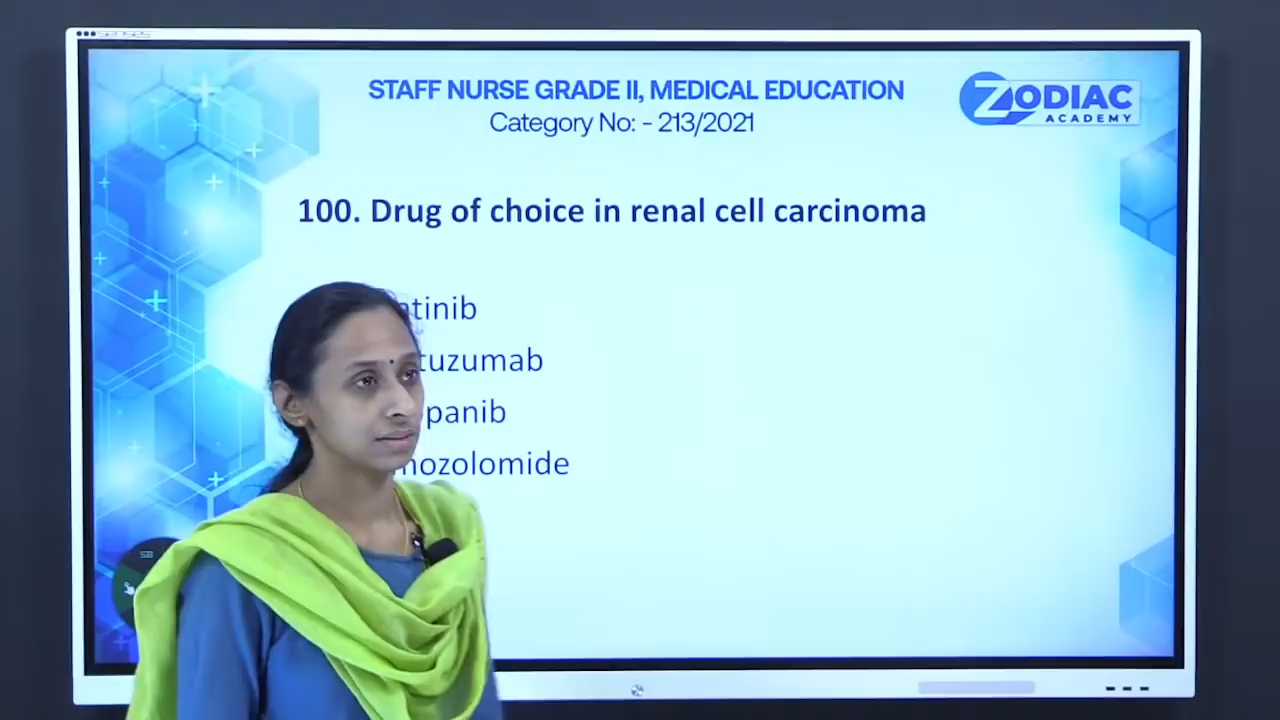 STAFF NURSE GRADE II, MEDICAL EDUCATION
Category No: - 213/2021
ZODIAC
ACADEMY
100. Drug of choice in renal cell carcinoma
atinib
tuzumab
panib
mozolomide